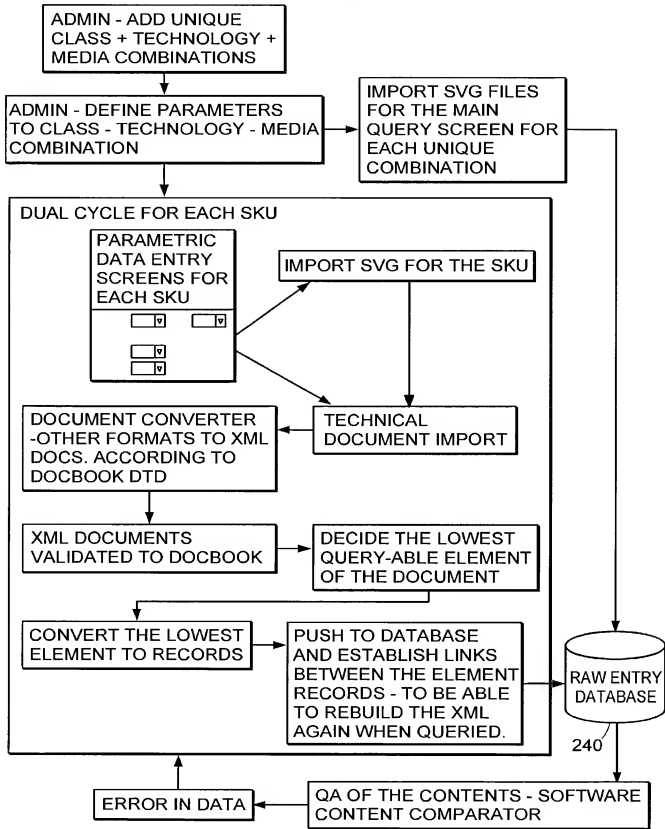 ADMIN - ADD UNIQUE
CLASS + TECHNOLOGY +
MEDIA COMBINATIONS
ADMIN - DEFINE PARAMETERS
TO CLASS - TECHNOLOGY - MEDIA
COMBINATION
IMPORT SVG FILES
FOR THE MAIN
QUERY SCREEN FOR
EACH UNIQUE
COMBINATION
DUAL CYCLE FOR EACH SKU
PARAMETRIC
DATA ENTRY
SCREENS FOR
EACH SKU
IMPORT SVG FOR THE SKU
TECHNICAL
DOCUMENT IMPORT
DOCUMENT CONVERTER
-OTHER FORMATS TO XML
DOCS. ACCORDING TO
DOCBOOK DTD
XML DOCUMENTS
VALIDATED TO DOCBOOK
DECIDE THE LOWEST
QUERY-ABLE ELEMENT
OF THE DOCUMENT
CONVERT THE LOWEST
ELEMENT TO RECORDS
PUSH TO DATABASE
AND ESTABLISH LINKS
BETWEEN THE ELEMENT
RECORDS - TO BE ABLE
TO REBUILD THE XML
AGAIN WHEN QUERIED.
RAW ENTRY
DATABASE
240
QA OF THE CONTENTS - SOFTWARE
CONTENT COMPARATOR
ERROR IN DATA